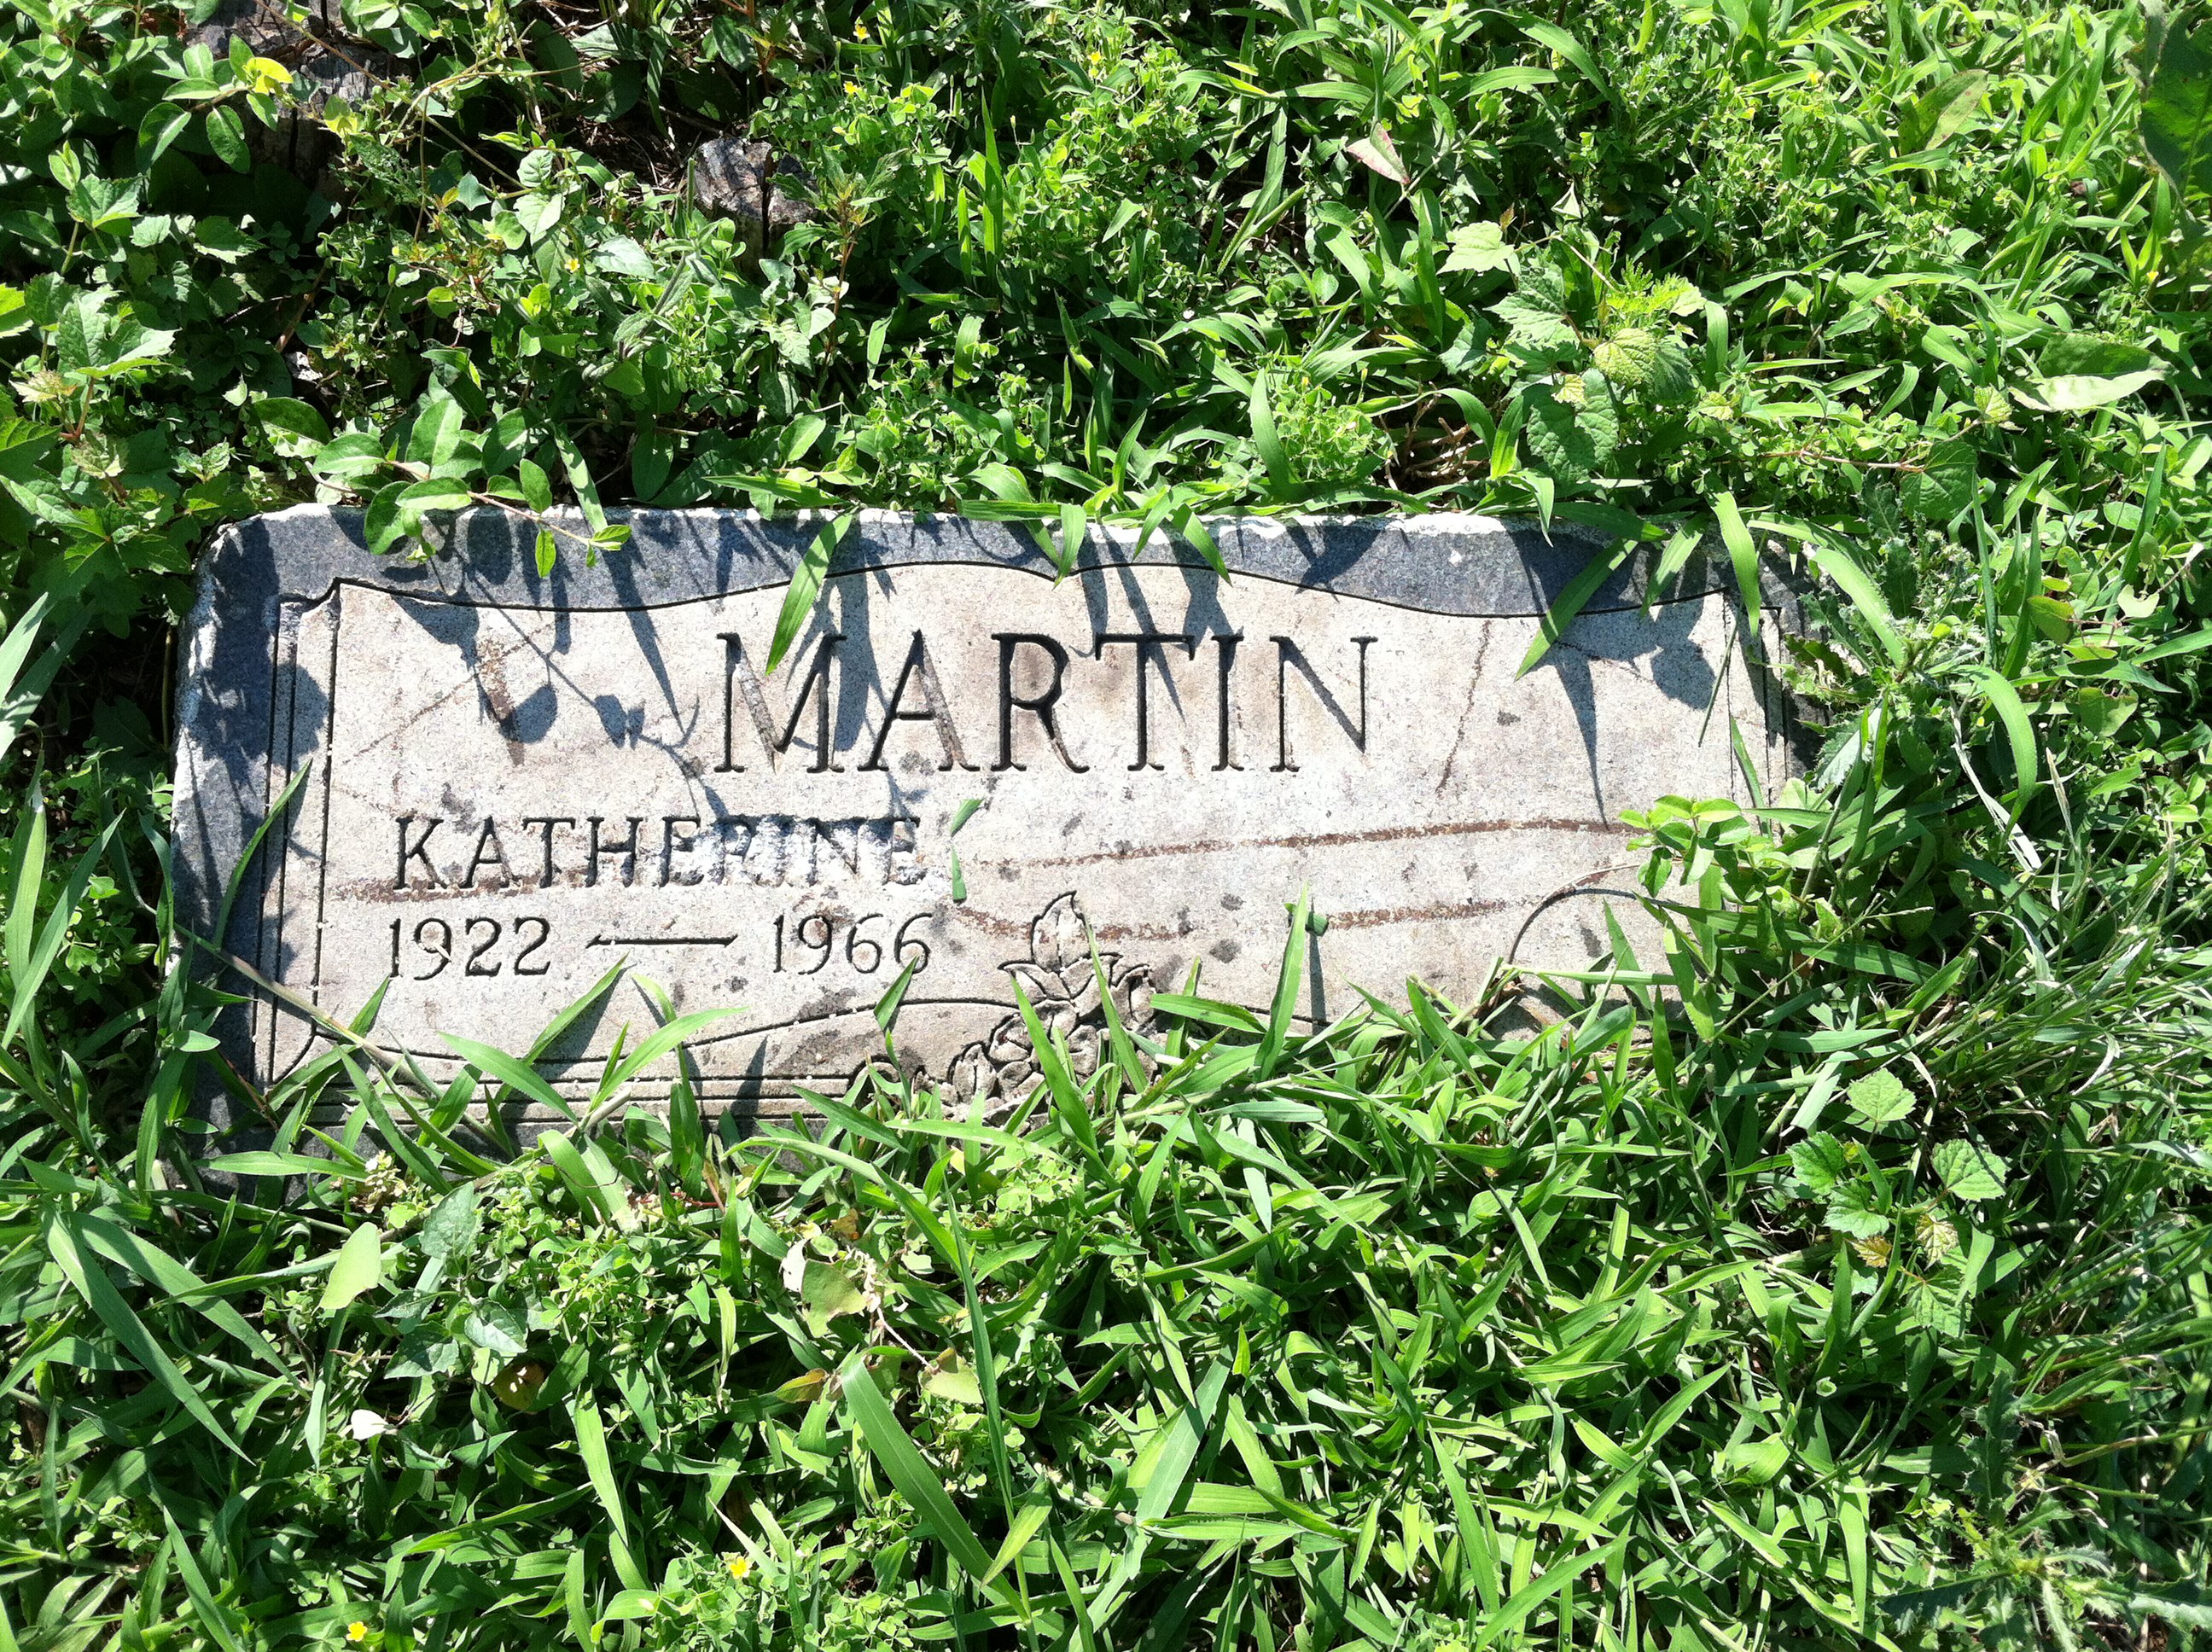 MARTIN
KATHERINE
1922 — 1966